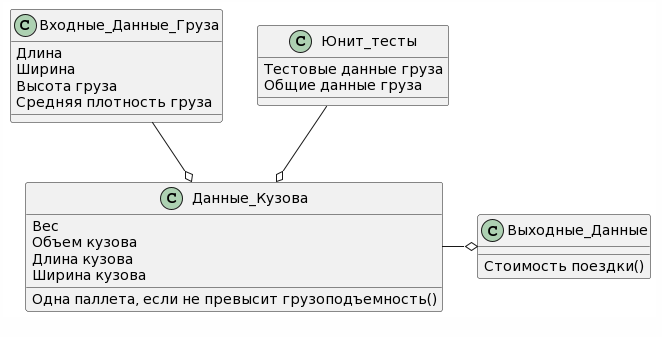 C Входные_Данные_Груза
Длина
Ширина
Высота груза
Средняя плотность груза
C Юнит_тесты
Тестовые данные груза
Общие данные груза
C Данные_Кузова
Вес
Объем кузова
Длина кузова
Ширина кузова
Одна паллета, если не превысит грузоподъемность()
C Выходные_Данные
Стоимость поездки()